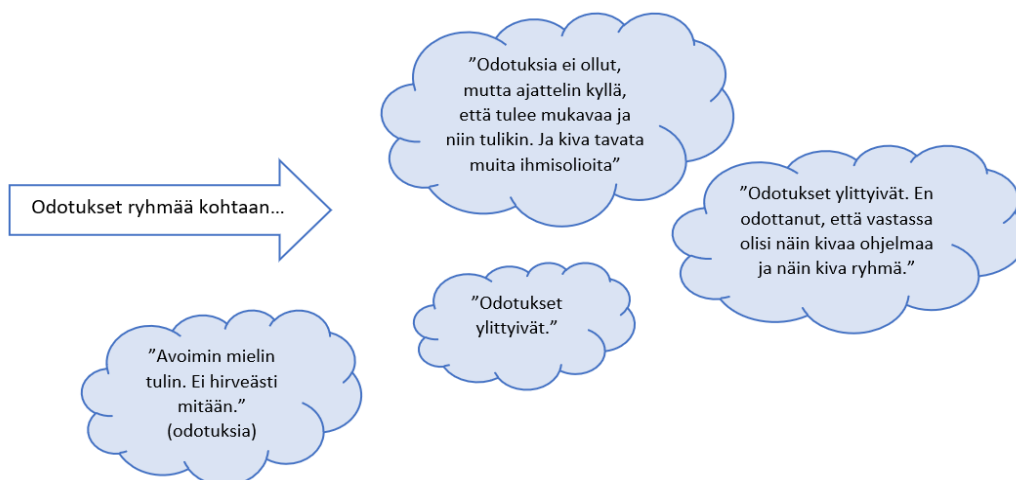 ”Odotuksia ei ollut,
mutta ajattelin kyllä,
että tulee mukavaa ja
niin tulikin. Ja kiva tavata
muita ihmisolioita”
Odotukset ryhmää kohtaan…
”Odotukset ylittyivät. En
odottanut, että vastassa
olisi näin kivaa ohjelmaa
ja näin kiva ryhmä.”
”Odotukset
ylittyivät.”
”Avoimin mielin
tulin. Ei hirveästi
mitään.”
(odotuksia)